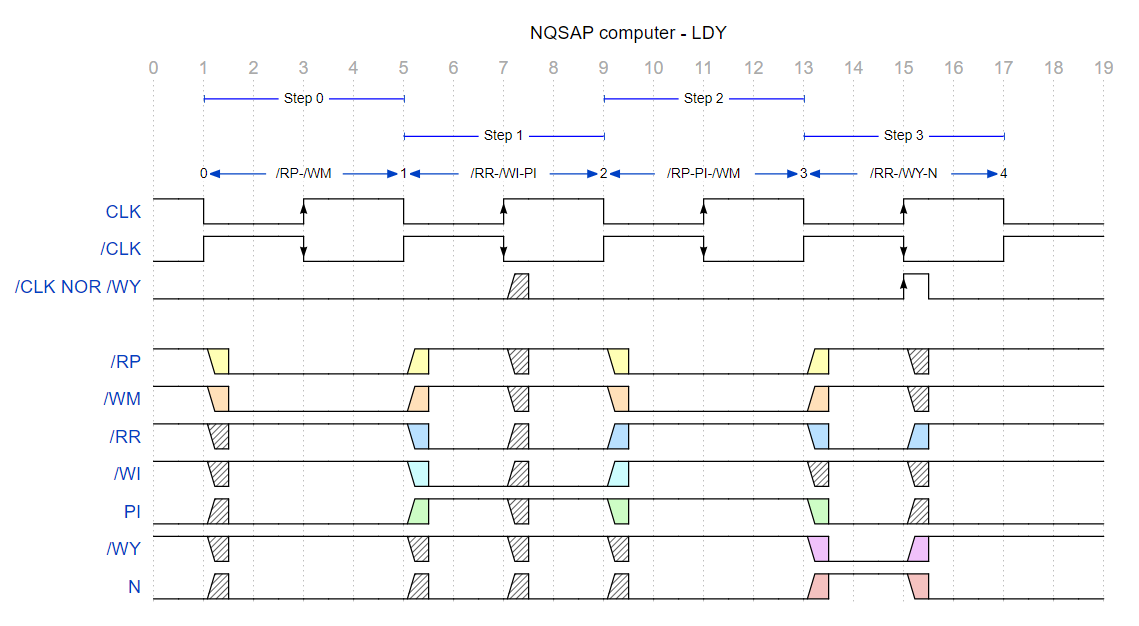 NQSAP computer - LDY
0 1 2 3 4 5 6 7 8 9 10 11 12 13 14 15 16 17 18 19
Step 0 Step 2
Step 1 Step 3
0 /RP-/WM 1 /RR-/WI-PI 2 /RP-PI-/WM 3 /RR-/WY-N 4
CLK
/CLK
/CLK NOR /WY
/RP
/WM
/RR
/WI
PI
/WY
N